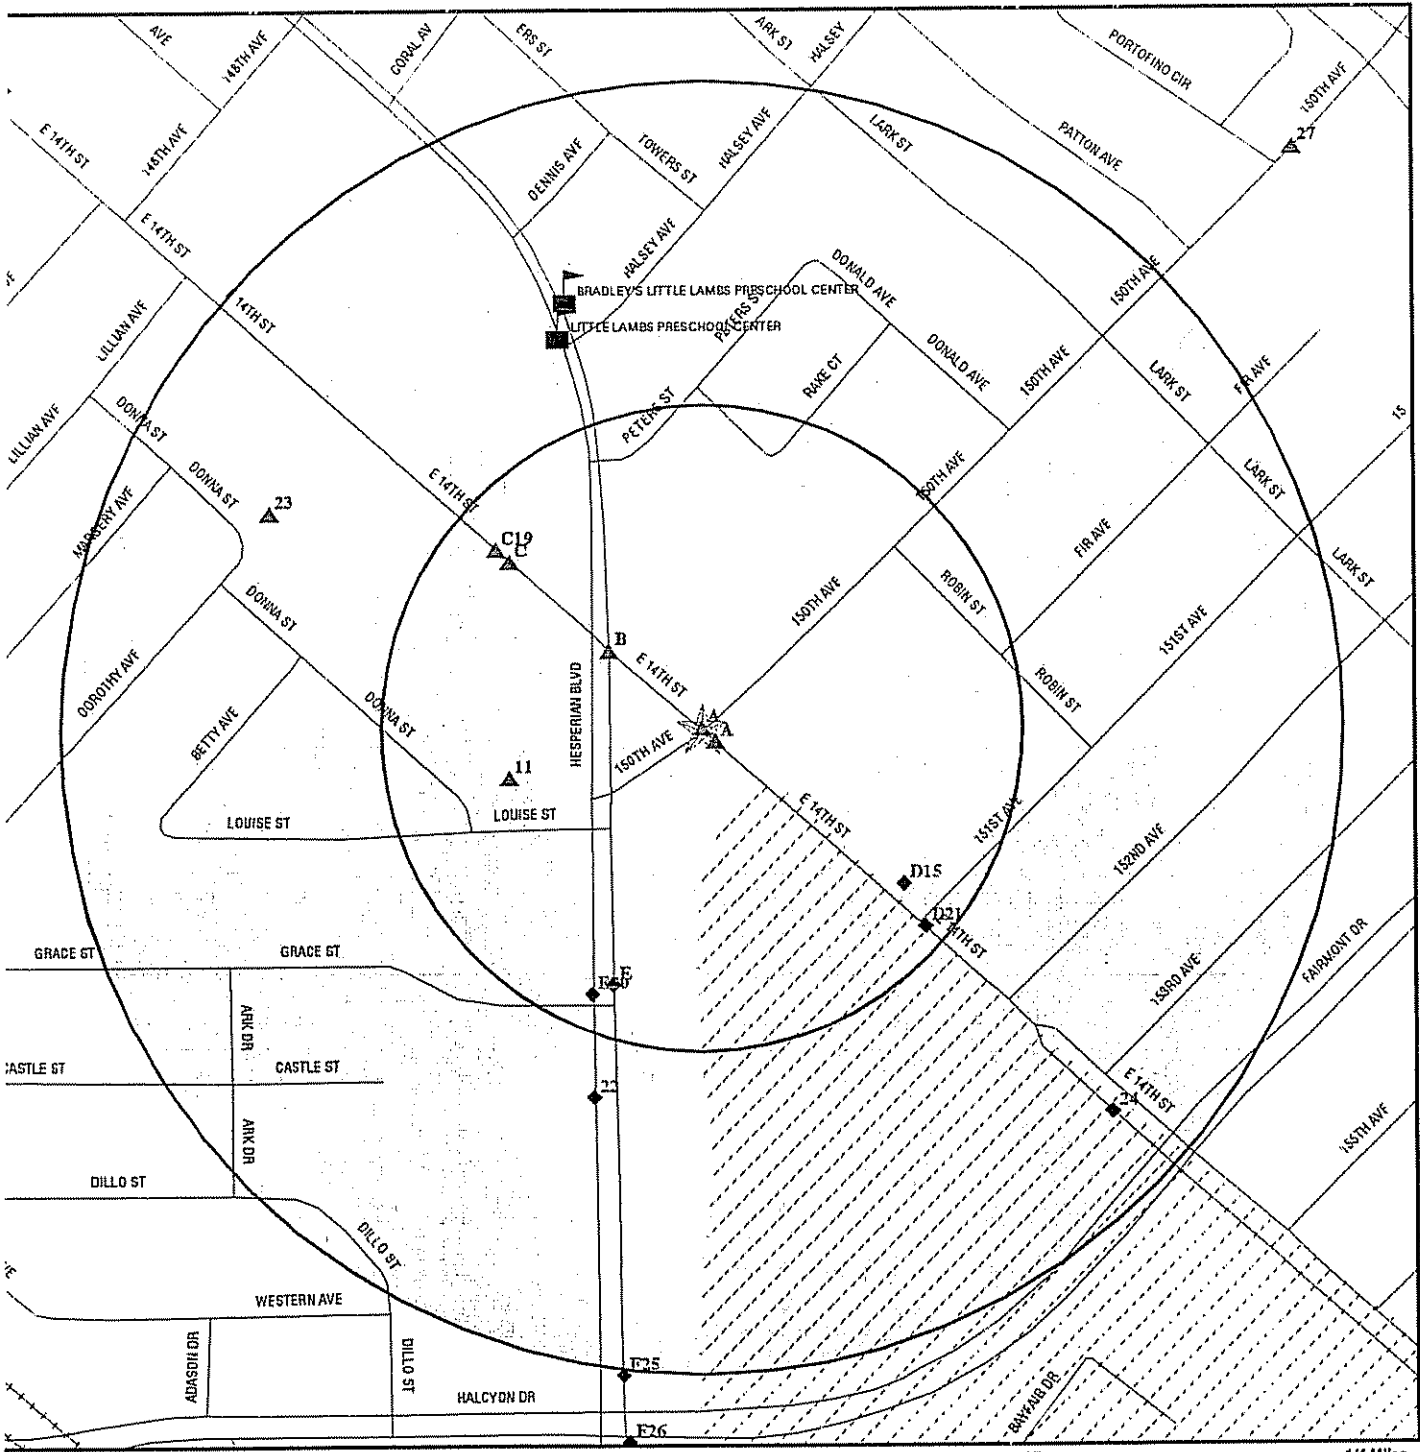 AVE
148TH AVE
CORAL AV
ERS ST
ARK ST
HALSEY
PORTOFINO CIR
150TH AVE
27
E 14TH ST
148TH AVE
DENNIS AVE
TOWERS ST
HALSEY AVE
LARK ST
PATTON AVE
E 14TH ST
HALSEY AVE
DONALD AVE
150TH AVE
BRADLEY'S LITTLE LAMBS PRESCHOOL CENTER
LITTLE LAMBS PRESCHOOL CENTER
PETERS ST
LILLIAN AVE
14TH ST
RAKE CT
DONALD AVE
150TH AVE
LARK ST
FIR AVE
15
LILLIAN AVE
DONNA ST
PETERS ST
DONNA ST
MARGERY AVE
23
E 14TH ST
150TH AVE
LARK ST
C19
C
FIR AVE
LARK ST
DONNA ST
150TH AVE
ROBIN ST
151ST AVE
B
E 14TH ST
DOROTHY AVE
BETTY AVE
DONNA ST
HESPERIAN BLVD
ROBIN ST
A
150TH AVE
11
LOUISE ST
LOUISE ST
E 14TH ST
151ST AVE
152ND AVE
D15
D21
14TH ST
GRACE ST
GRACE ST
E
153RD AVE
FAIRMONT DR
ARK DR
CASTLE ST
CASTLE ST
22
E 14TH ST
24
155TH AVE
ARK DR
DILLO ST
DILLO ST
WESTERN AVE
ADASON DR
DILLO ST
F25
HALCYON DR
BAYFAIR DR
F26